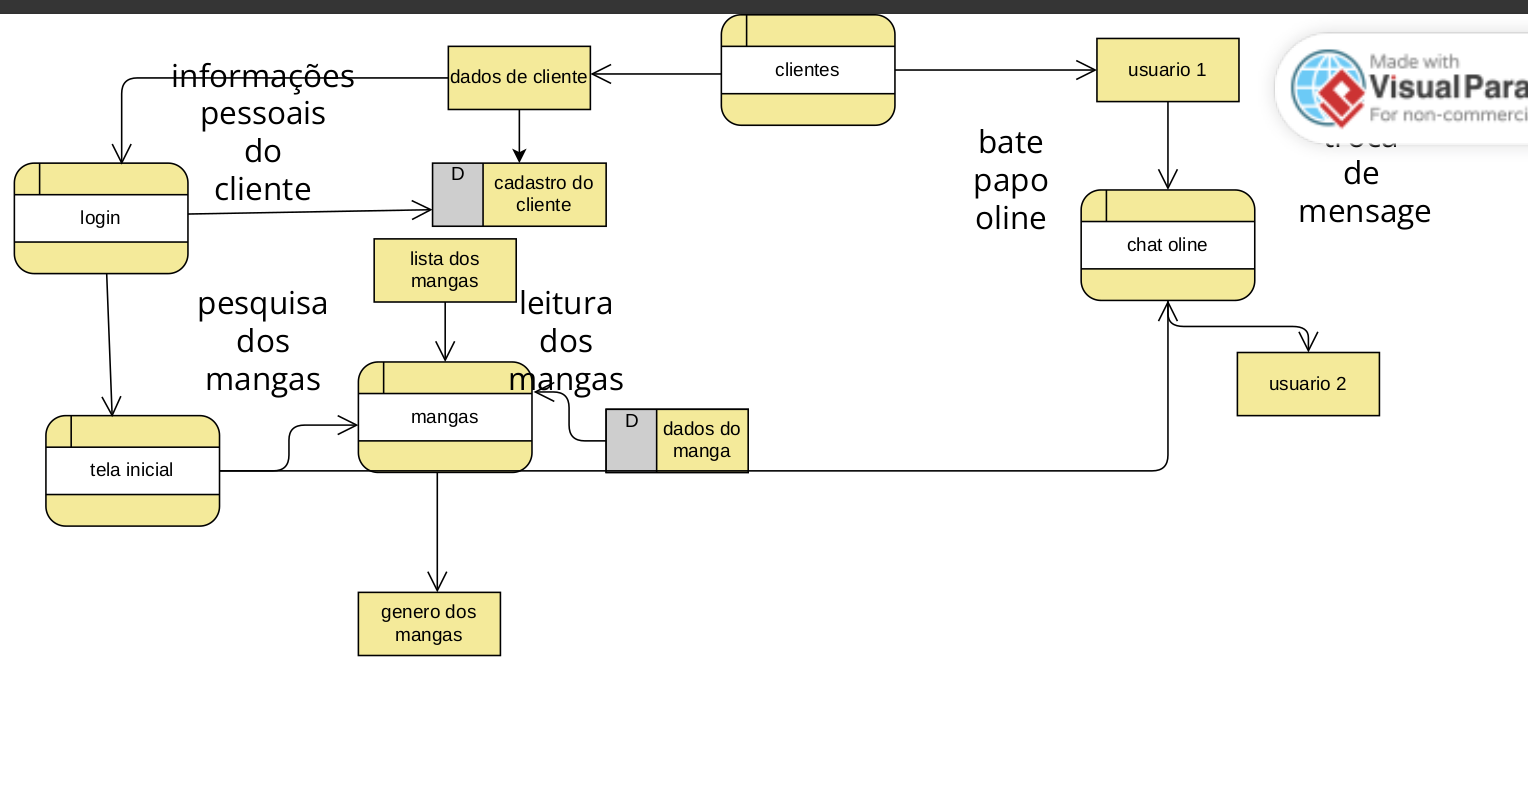 clientes
dados de cliente
usuario 1
Made with
Visual Para
For non-commerci
informações
pessoais
do
cliente
bate
papo
oline
troca
de
mensage
D
cadastro do
cliente
login
chat oline
lista dos
mangas
pesquisa
dos
mangas
leitura
dos
mangas
usuario 2
mangas
D
dados do
manga
tela inicial
genero dos
mangas